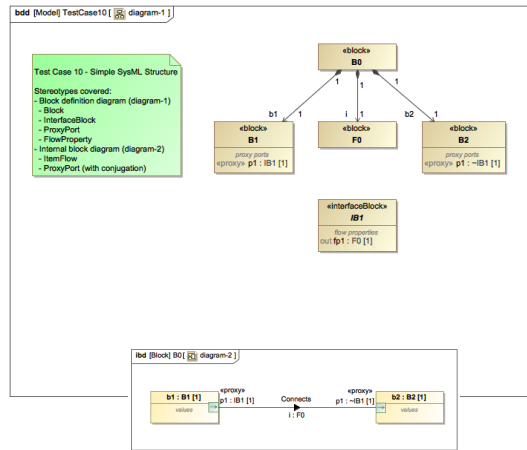 bdd [Model] TestCase10 [ diagram-1 ]
Test Case 10 - Simple SysML Structure
Stereotypes covered:
- Block definition diagram (diagram-1)
- Block
- InterfaceBlock
- ProxyPort
- FlowProperty
- Internal block diagram (diagram-2)
- ItemFlow
- ProxyPort (with conjugation)
«block»
B0
1 1 1
b1 1 i 1 b2 1
«block»
B1
proxy ports
«proxy» p1 : IB1 [1]
«block»
F0
«block»
B2
proxy ports
«proxy» p1 : ~IB1 [1]
«interfaceBlock»
IB1
flow properties
out fp1 : F0 [1]
ibd [Block] B0[ diagram-2 ]
b1 : B1 [1]
values
«proxy»
p1 : IB1 [1]
Connects
i : F0
«proxy»
p1 : ~IB1 [1]
b2 : B2 [1]
values